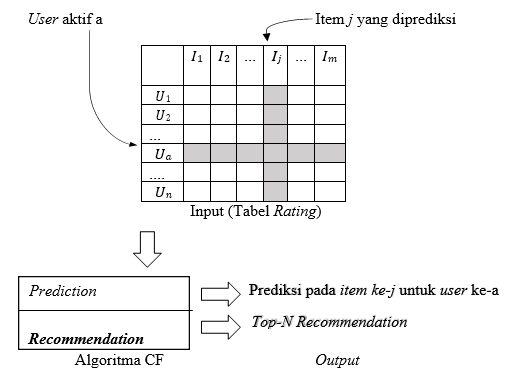 User aktif a
Item j yang diprediksi
I1 I2 ... Ij ... Im
U1
U2
...
Ua
....
Un
Input (Tabel Rating)
Prediction
Prediksi pada item ke-j untuk user ke-a
Top-N Recommendation
Recommendation
Algoritma CF
Output